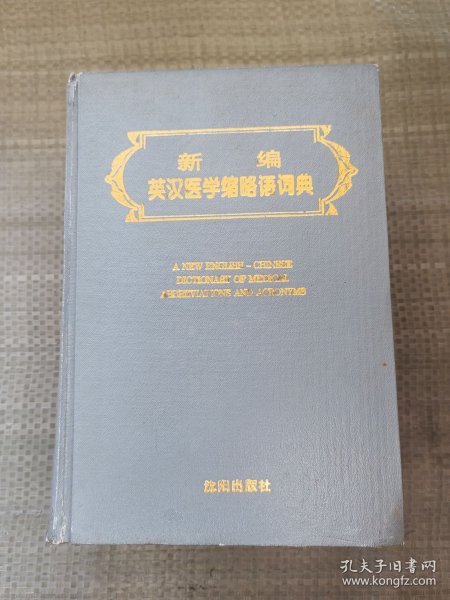 新 编
英汉医学缩略语词典
A NEW ENGLISH-CHINESE
DICTIONARY OF MEDICAL
ABBREVIATIONS AND ACRONYMS
沈阳出版社
孔夫子旧书网
www.kongfz.com